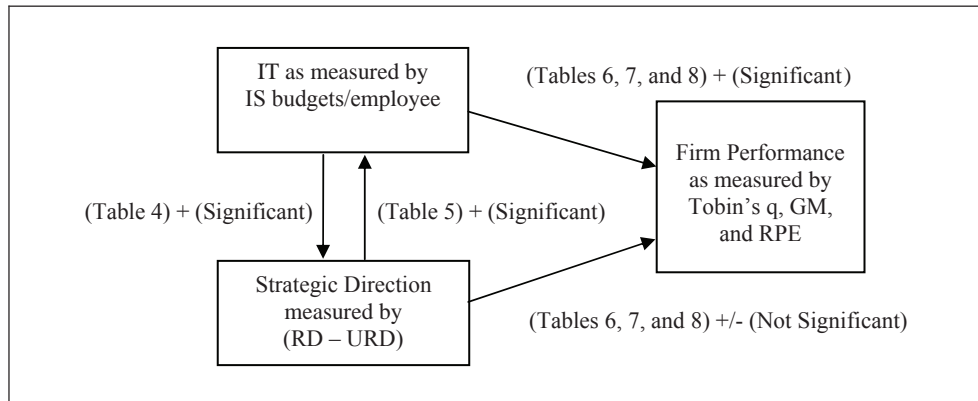 IT as measured by
IS budgets/employee
(Tables 6, 7, and 8) + (Significant)
Firm Performance
as measured by
Tobin’s q, GM,
and RPE
(Table 4) + (Significant)
(Table 5) + (Significant)
Strategic Direction
measured by
(RD – URD)
(Tables 6, 7, and 8) +/- (Not Significant)